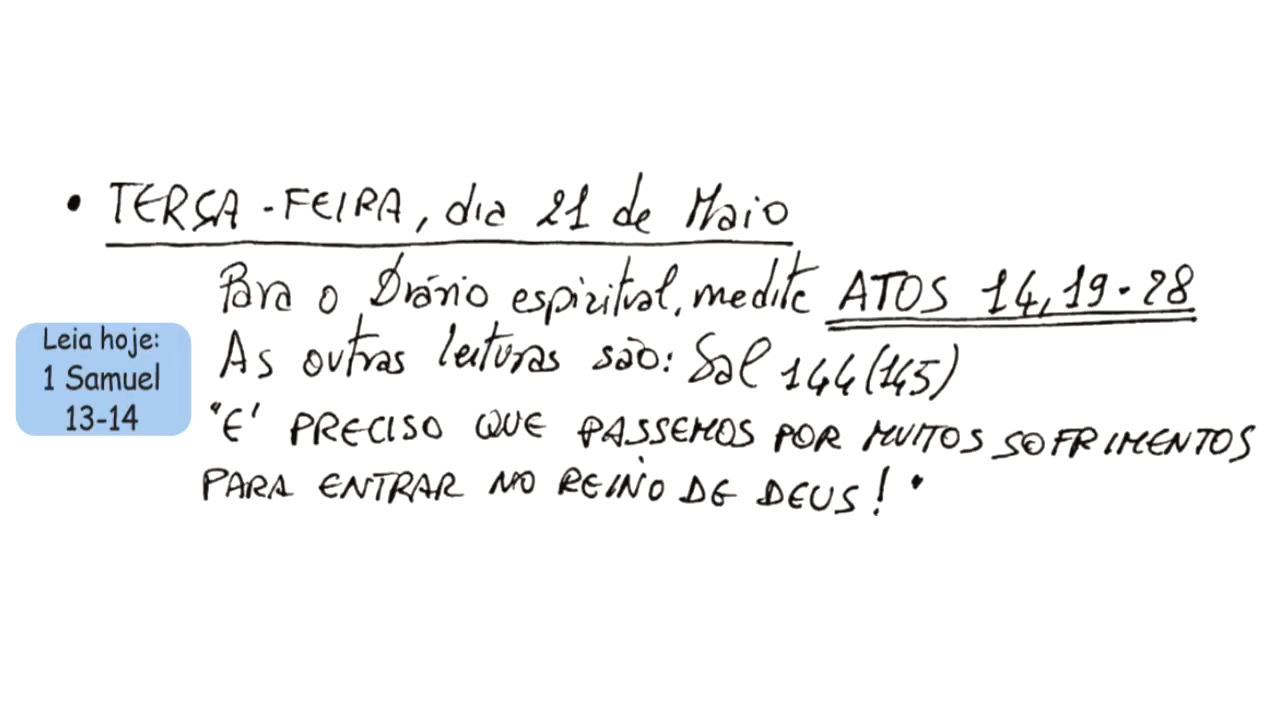 • TERÇA-FEIRA, dia 21 de Maio
Para o Diário espiritual, medite ATOS 14, 19-28
As outras leituras são: Sal 144 (145)
"E' PRECISO QUE PASSEMOS POR MUITOS SOFRIMENTOS
PARA ENTRAR NO REINO DE DEUS! "
Leia hoje:
1 Samuel
13-14